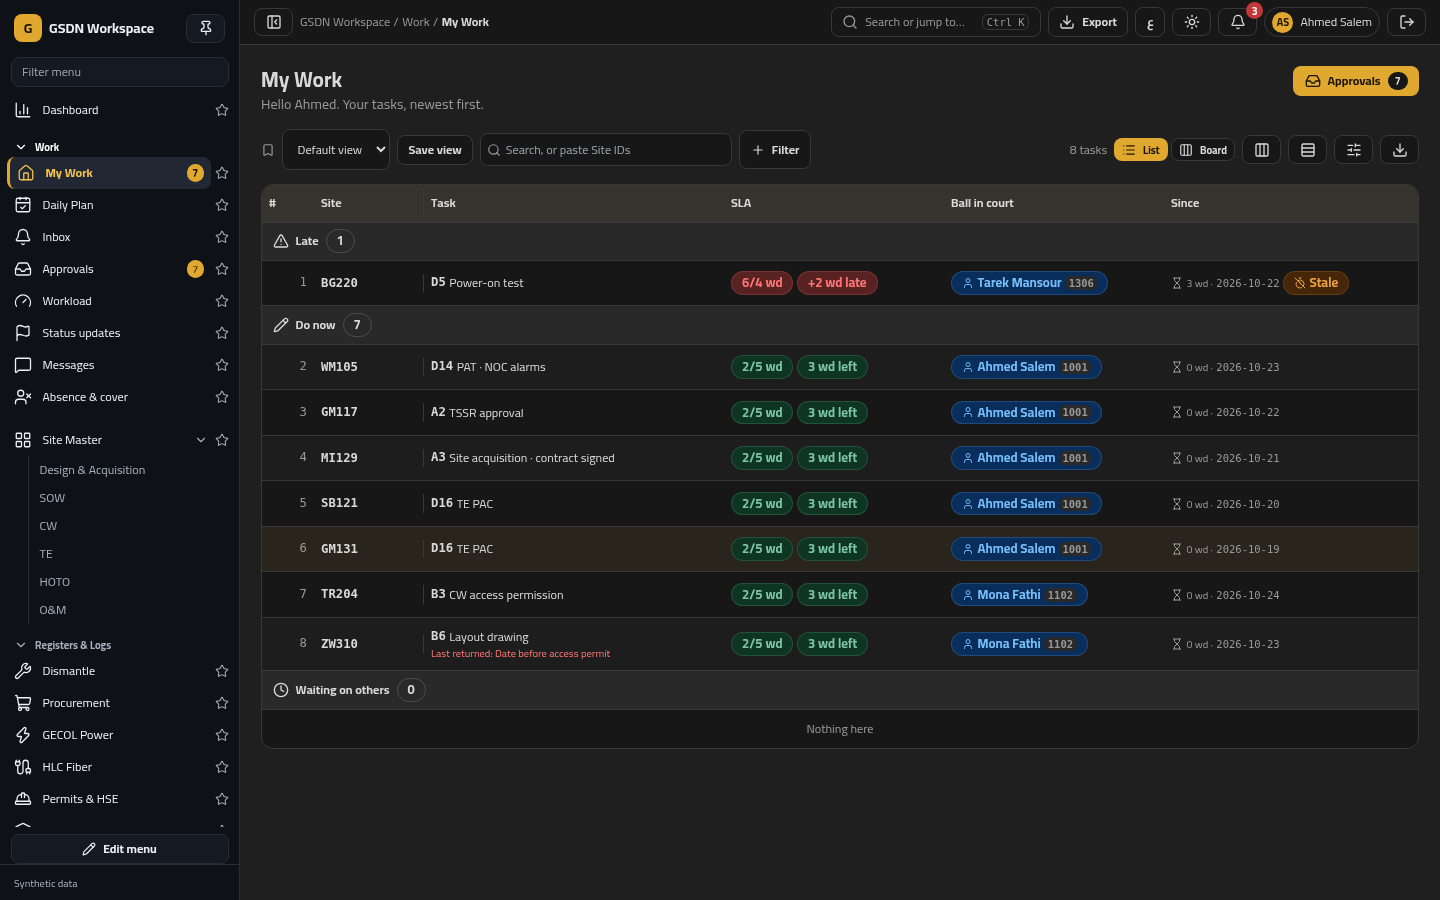 G GSDN Workspace
Filter menu
Dashboard
Work
My Work 7
Daily Plan
Inbox
Approvals 7
Workload
Status updates
Messages
Absence & cover
Site Master
Design & Acquisition
SOW
CW
TE
HOTO
O&M
Registers & Logs
Dismantle
Procurement
GECOL Power
HLC Fiber
Permits & HSE
Edit menu
Synthetic data
GSDN Workspace / Work / My Work
Search or jump to... Ctrl K
Export
ع
3
AS Ahmed Salem
My Work
Hello Ahmed. Your tasks, newest first.
Approvals 7
Default view
Save view
Search, or paste Site IDs
Filter
8 tasks
List
Board
# Site Task SLA Ball in court Since
Late 1
1 BG220 D5 Power-on test 6/4 wd +2 wd late Tarek Mansour 1306 3 wd · 2026-10-22 Stale
Do now 7
2 WM105 D14 PAT · NOC alarms 2/5 wd 3 wd left Ahmed Salem 1001 0 wd · 2026-10-23
3 GM117 A2 TSSR approval 2/5 wd 3 wd left Ahmed Salem 1001 0 wd · 2026-10-22
4 MI129 A3 Site acquisition · contract signed 2/5 wd 3 wd left Ahmed Salem 1001 0 wd · 2026-10-21
5 SB121 D16 TE PAC 2/5 wd 3 wd left Ahmed Salem 1001 0 wd · 2026-10-20
6 GM131 D16 TE PAC 2/5 wd 3 wd left Ahmed Salem 1001 0 wd · 2026-10-19
7 TR204 B3 CW access permission 2/5 wd 3 wd left Mona Fathi 1102 0 wd · 2026-10-24
8 ZW310 B6 Layout drawing 2/5 wd 3 wd left Mona Fathi 1102 0 wd · 2026-10-23
Last returned: Date before access permit
Waiting on others 0
Nothing here